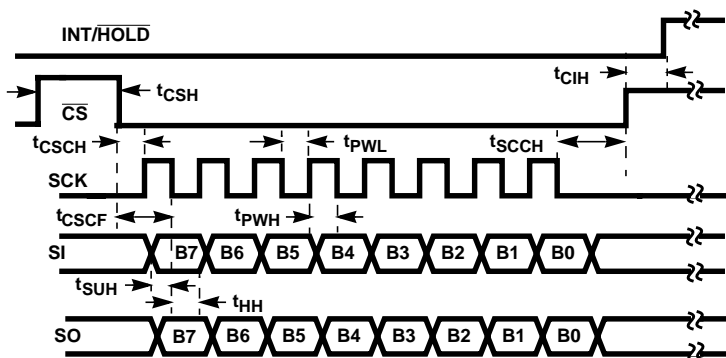 INT/HOLD
tCIH
CS
tCSH
tCSCH
tPWL
tSCCH
SCK
tCSCF
tPWH
SI B7 B6 B5 B4 B3 B2 B1 B0
tSUH
tHH
SO B7 B6 B5 B4 B3 B2 B1 B0